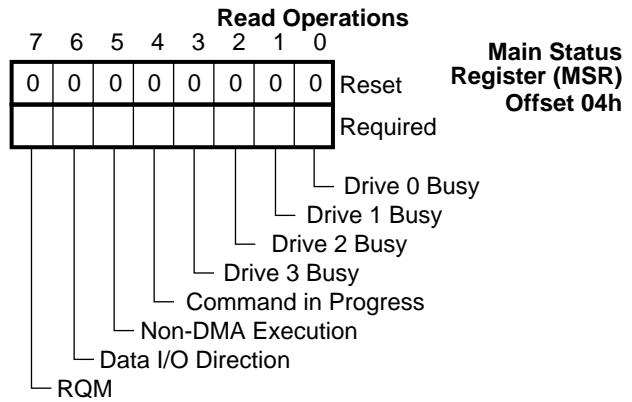 Read Operations
7 6 5 4 3 2 1 0
Main Status
Register (MSR)
Offset 04h
0 0 0 0 0 0 0 0 Reset
Required
Drive 0 Busy
Drive 1 Busy
Drive 2 Busy
Drive 3 Busy
Command in Progress
Non-DMA Execution
Data I/O Direction
RQM